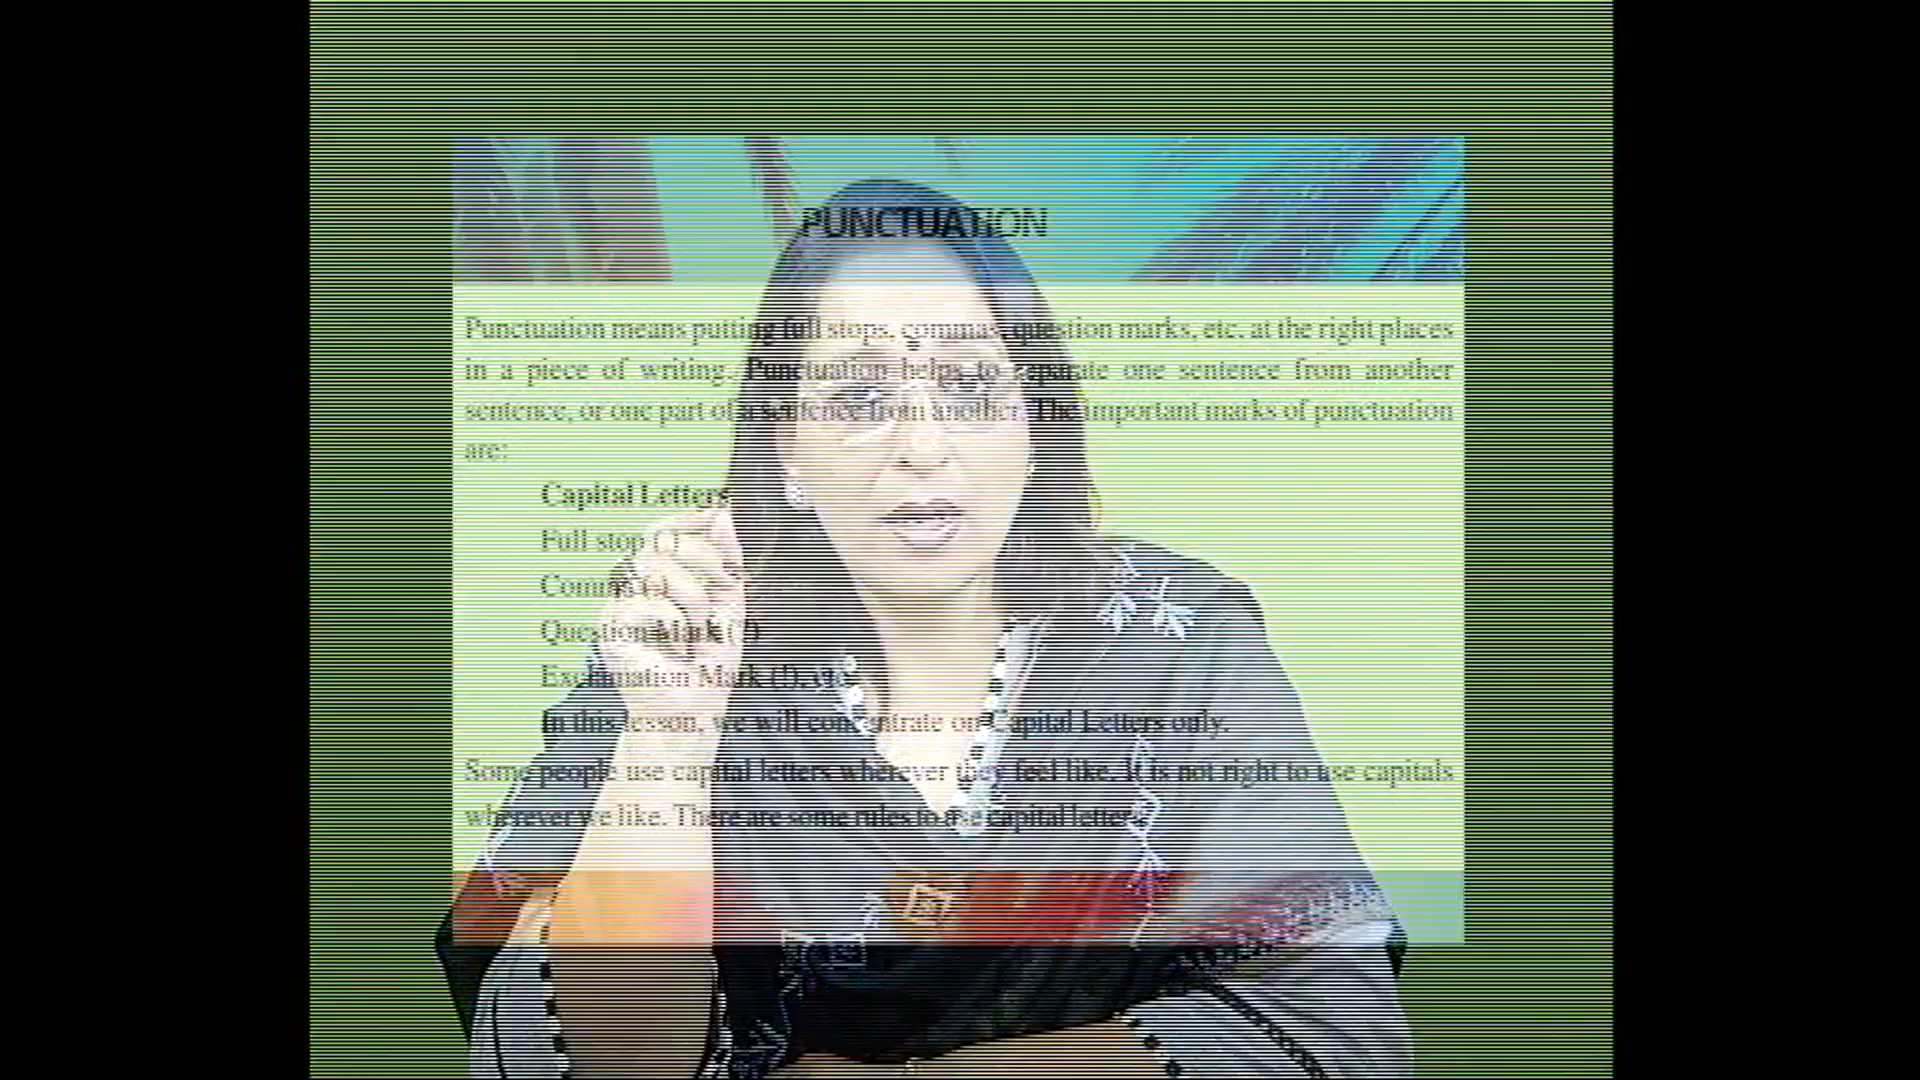 PUNCTUATION
Punctuation means putting full stops, commas, question marks, etc. at the right places
in a piece of writing. Punctuation helps to separate one sentence from another
sentence, or one part of a sentence from another. The important marks of punctuation
are:
Capital Letters
Full stop (.)
Comma (,)
Question Mark (?)
Exclamation Mark (!), etc.
In this lesson, we will concentrate on Capital Letters only.
Some people use capital letters wherever they feel like. It is not right to use capitals
wherever we like. There are some rules to use capital letters.